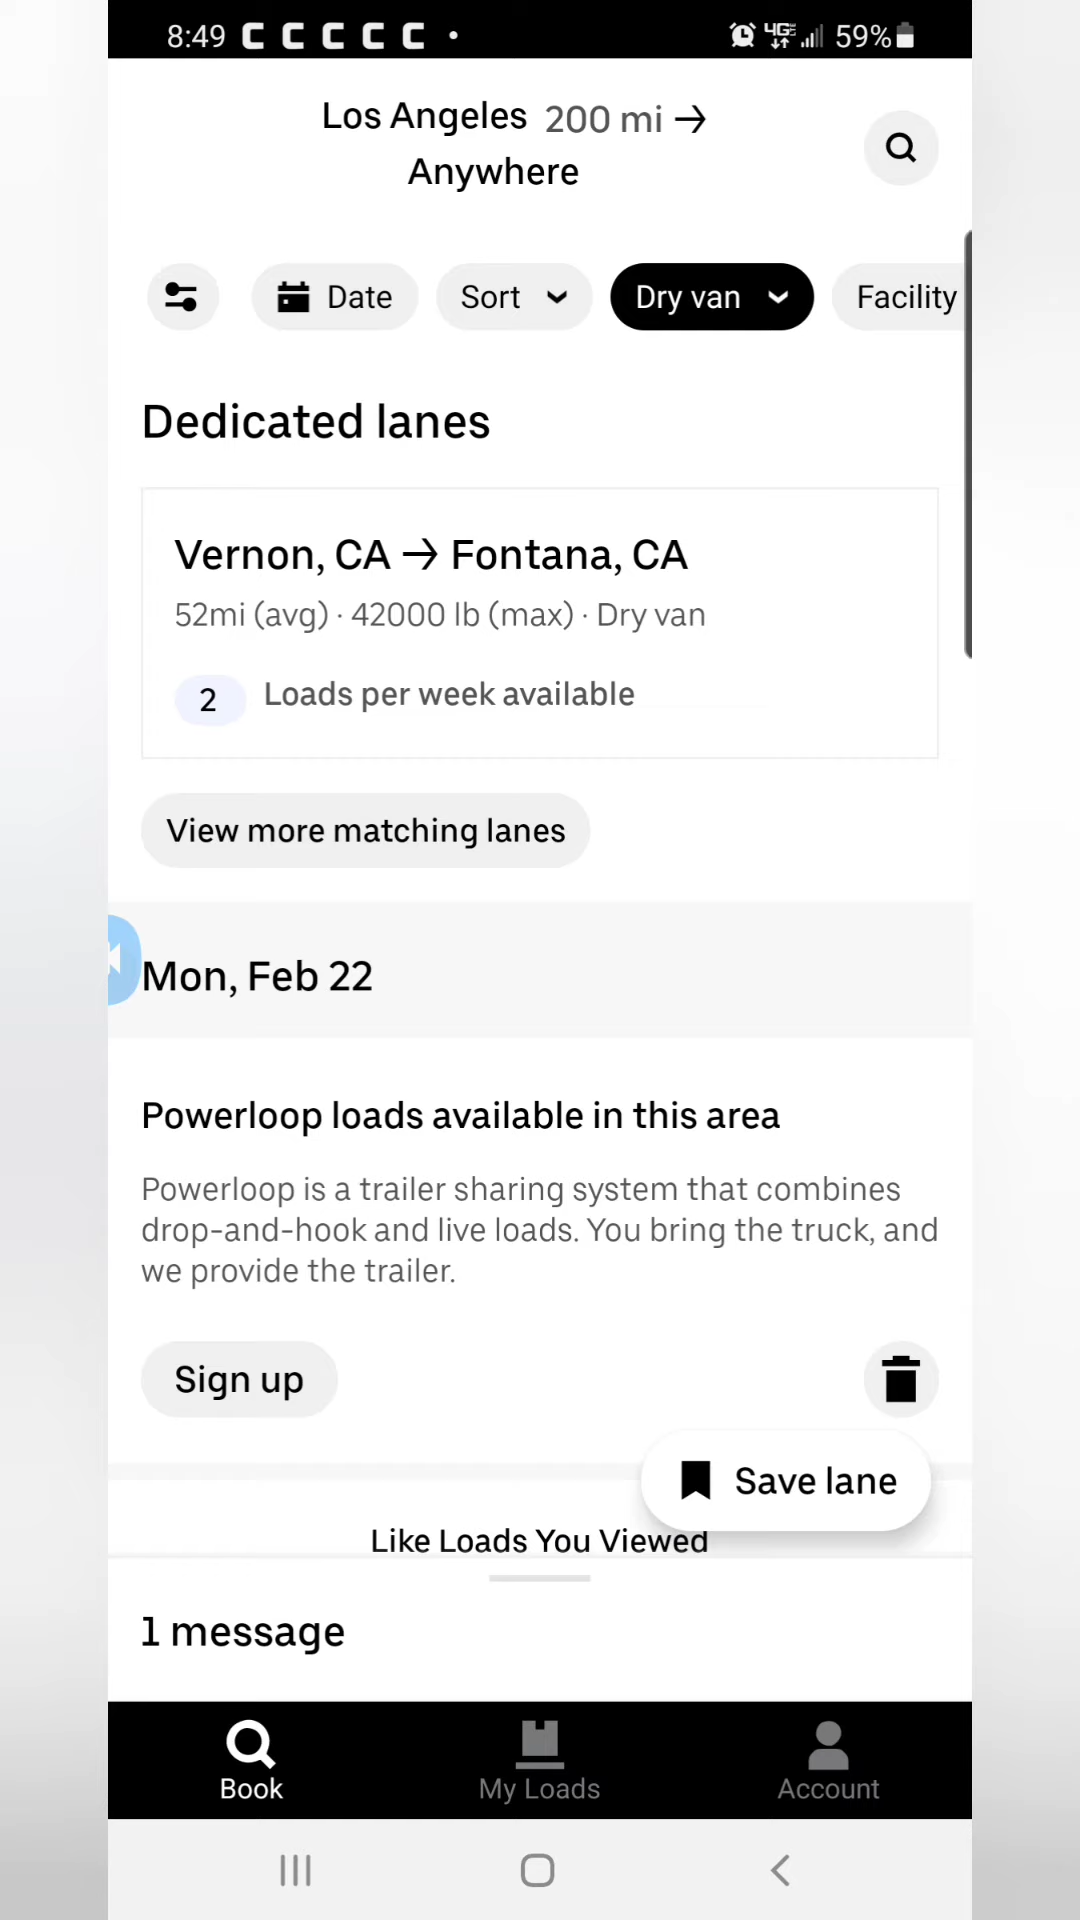 8:49 C C C C C •
4GE 59%
Los Angeles 200 mi →
Anywhere
Date
Sort
Dry van
Facility
Dedicated lanes
Vernon, CA → Fontana, CA
52mi (avg) · 42000 lb (max) · Dry van
2 Loads per week available
View more matching lanes
Mon, Feb 22
Powerloop loads available in this area
Powerloop is a trailer sharing system that combines
drop-and-hook and live loads. You bring the truck, and
we provide the trailer.
Sign up
Save lane
Like Loads You Viewed
1 message
Book
My Loads
Account